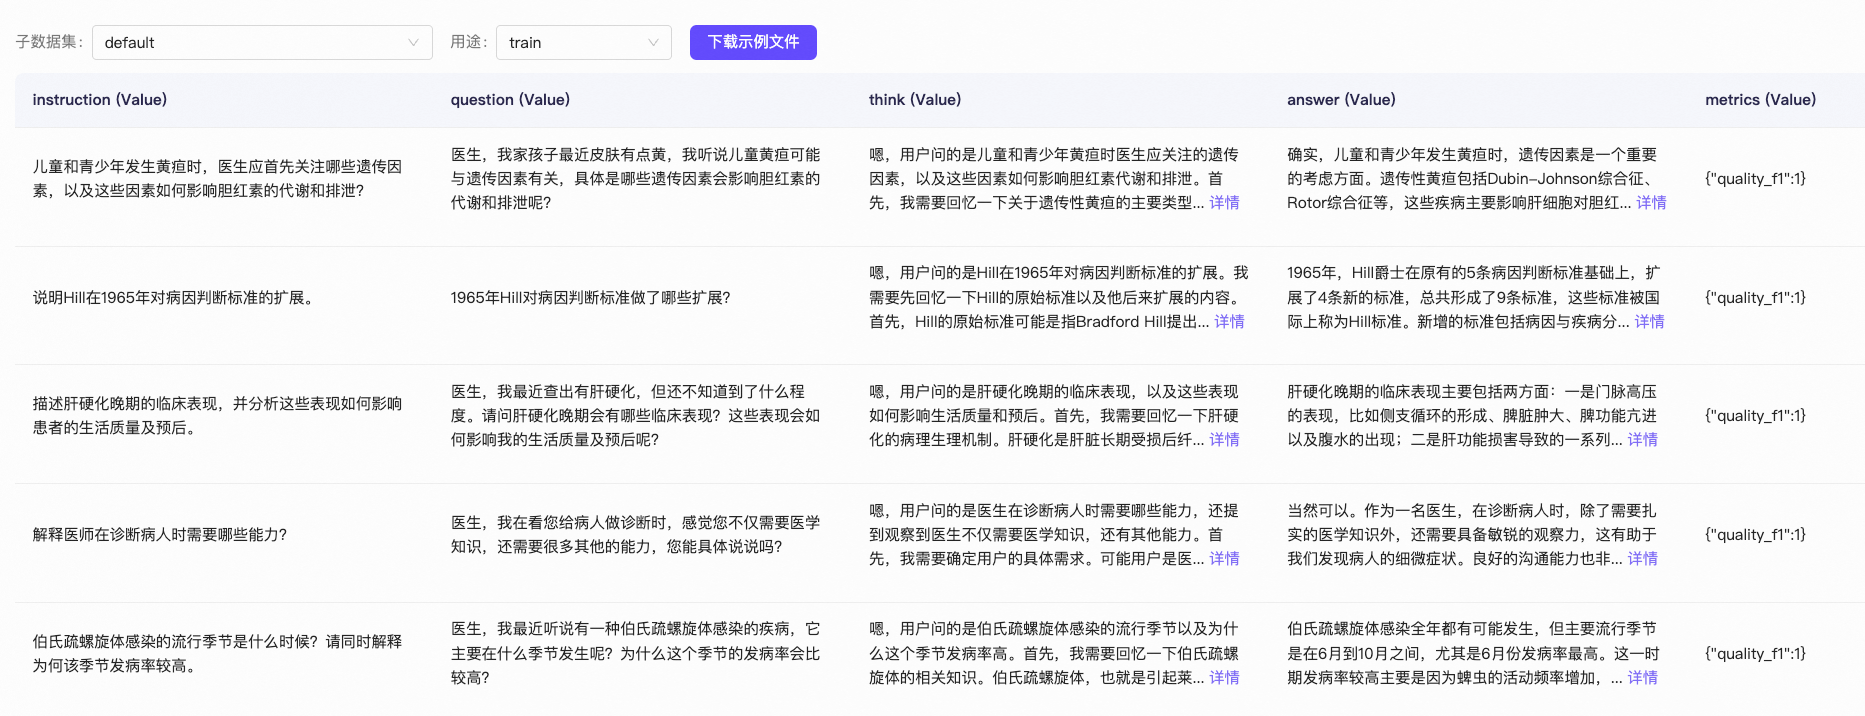 子数据集:
default
用途:
train
下载示例文件
instruction (Value)
question (Value)
think (Value)
answer (Value)
metrics (Value)
儿童和青少年发生黄疸时，医生应首先关注哪些遗传因
素，以及这些因素如何影响胆红素的代谢和排泄?
医生，我家孩子最近皮肤有点黄，我听说儿童黄疸可能
与遗传因素有关，具体是哪些遗传因素会影响胆红素的
代谢和排泄呢?
嗯，用户问的是儿童和青少年黄疸时医生应关注的遗传
因素，以及这些因素如何影响胆红素代谢和排泄。首
先，我需要回忆一下关于遗传性黄疸的主要类型... 详情
确实，儿童和青少年发生黄疸时，遗传因素是一个重要
的考虑方面。遗传性黄疸包括Dubin-Johnson综合征、
Rotor综合征等，这些疾病主要影响肝细胞对胆红... 详情
{"quality_f1":1}
说明Hill在1965年对病因判断标准的扩展。
1965年Hill对病因判断标准做了哪些扩展?
嗯，用户问的是Hill在1965年对病因判断标准的扩展。我
需要先回忆一下Hill的原始标准以及他后来扩展的内容。
首先，Hill的原始标准可能是指Bradford Hill提出... 详情
1965年，Hill爵士在原有的5条病因判断标准基础上，扩
展了4条新的标准，总共形成了9条标准，这些标准被国
际上称为Hill标准。新增的标准包括病因与疾病分... 详情
{"quality_f1":1}
描述肝硬化晚期的临床表现，并分析这些表现如何影响
患者的生活质量及预后。
医生，我最近查出有肝硬化，但还不知道到了什么程
度。请问肝硬化晚期会有哪些临床表现？这些表现会如
何影响我的生活质量及预后呢?
嗯，用户问的是肝硬化晚期的临床表现，以及这些表现
如何影响生活质量和预后。首先，我需要回忆一下肝硬
化的病理生理机制。肝硬化是肝脏长期受损后纤... 详情
肝硬化晚期的临床表现主要包括两方面：一是门脉高压
的表现，比如侧支循环的形成、脾脏肿大、脾功能亢进
以及腹水的出现；二是肝功能损害导致的一系列... 详情
{"quality_f1":1}
解释医师在诊断病人时需要哪些能力?
医生，我在看您给病人做诊断时，感觉您不仅需要医学
知识，还需要很多其他的能力，您能具体说说吗?
嗯，用户问的是医生在诊断病人时需要哪些能力，还提
到观察到医生不仅需要医学知识，还有其他能力。首
先，我需要确定用户的具体需求。可能用户是医... 详情
当然可以。作为一名医生，在诊断病人时，除了需要扎
实的医学知识外，还需要具备敏锐的观察力，这有助于
我们发现病人的细微症状。良好的沟通能力也非... 详情
{"quality_f1":1}
伯氏疏螺旋体感染的流行季节是什么时候？请同时解释
为何该季节发病率较高。
医生，我最近听说有一种伯氏疏螺旋体感染的疾病，它
主要在什么季节发生呢？为什么这个季节的发病率会比
较高?
嗯，用户问的是伯氏疏螺旋体感染的流行季节以及为什
么这个季节发病率高。首先，我需要回忆一下伯氏疏螺
旋体的相关知识。伯氏疏螺旋体，也就是引起莱... 详情
伯氏疏螺旋体感染全年都有可能发生，但主要流行季节
是在6月到10月之间，尤其是6月份发病率最高。这一时
期发病率较高主要是因为蜱虫的活动频率增加，... 详情
{"quality_f1":1}